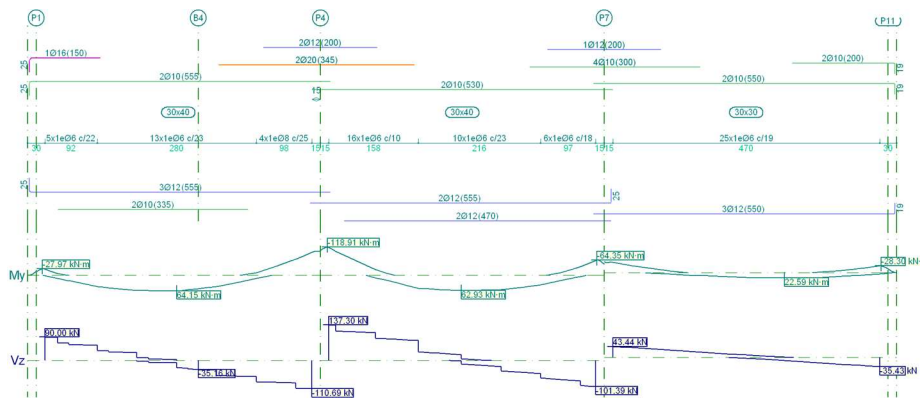 P1 B4 P4 P7 P11
2Ø12(200) 1Ø12(200)
1Ø16(150) 2Ø20(345) 4Ø10(300) 2Ø10(200)
25 19
2Ø10(555) 2Ø10(530) 2Ø10(550)
25 15 19
30x40 30x40 30x30
5x1eØ6 c/22 13x1eØ6 c/23 4x1eØ8 c/25 16x1eØ6 c/10 10x1eØ6 c/23 6x1eØ6 c/18 25x1eØ6 c/19
30 92 280 98 1515 158 216 97 1515 470 30
25 3Ø12(555) 2Ø12(555) 25
2Ø10(335) 2Ø12(470) 3Ø12(550) 19
-118.91 kN·m
-27.97 kN·m -64.35 kN·m -28.30 kN·
My
64.15 kN·m 62.93 kN·m 22.59 kN·m
90.00 kN 137.30 kN 43.44 kN
Vz
-35.16 kN -110.69 kN -101.39 kN -35.43 kN